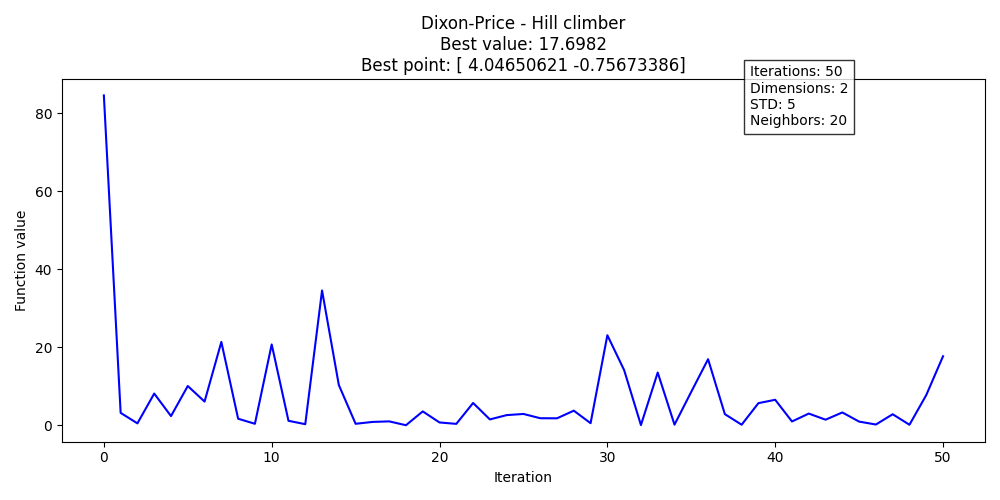 Dixon-Price - Hill climber
Best value: 17.6982
Best point: [ 4.04650621 -0.75673386]
Iterations: 50
Dimensions: 2
STD: 5
Neighbors: 20
80
60
40
20
0
Function value
0 10 20 30 40 50
Iteration